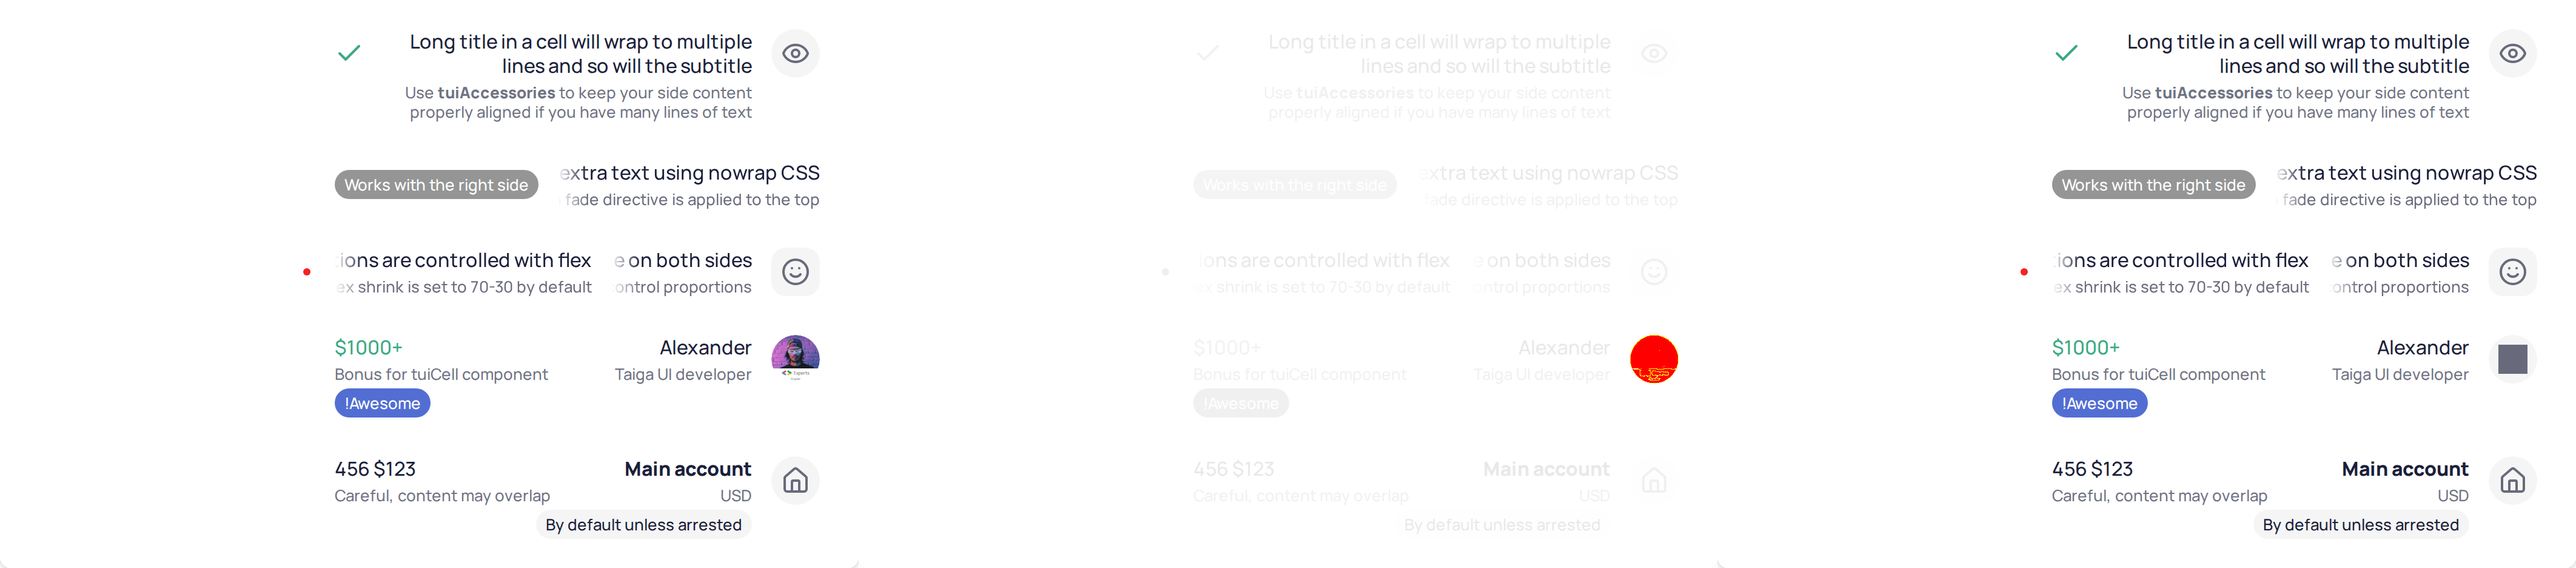 Long title in a cell will wrap to multiple
lines and so will the subtitle
Use tuiAccessories to keep your side content
properly aligned if you have many lines of text
Works with the right side
extra text using nowrap CSS
fade directive is applied to the top
tions are controlled with flex
e on both sides
ex shrink is set to 70-30 by default
ontrol proportions
$1000+
Alexander
Bonus for tuiCell component
Taiga UI developer
!Awesome
456 $123
Main account
Careful, content may overlap
USD
By default unless arrested
Long title in a cell will wrap to multiple
lines and so will the subtitle
Use tuiAccessories to keep your side content
properly aligned if you have many lines of text
Works with the right side
extra text using nowrap CSS
fade directive is applied to the top
ions are controlled with flex
e on both sides
ex shrink is set to 70-30 by default
ontrol proportions
$1000+
Alexander
Bonus for tuiCell component
Taiga UI developer
!Awesome
456 $123
Main account
Careful, content may overlap
USD
By default unless arrested
Long title in a cell will wrap to multiple
lines and so will the subtitle
Use tuiAccessories to keep your side content
properly aligned if you have many lines of text
Works with the right side
extra text using nowrap CSS
fade directive is applied to the top
tions are controlled with flex
e on both sides
ex shrink is set to 70-30 by default
ontrol proportions
$1000+
Alexander
Bonus for tuiCell component
Taiga UI developer
!Awesome
456 $123
Main account
Careful, content may overlap
USD
By default unless arrested